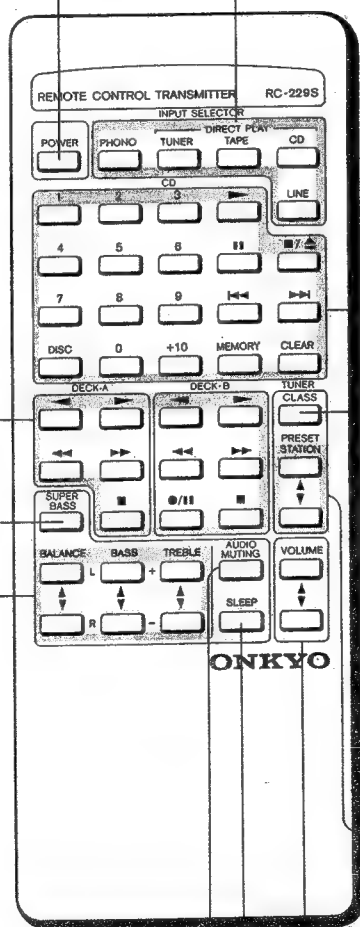 REMOTE CONTROL TRANSMITTER RC-229S
INPUT SELECTOR
DIRECT PLAY
POWER PHONO TUNER TAPE CD
CD
1 2 3 LINE
4 5 6
7 8 9
DISC 0 +10 MEMORY CLEAR
DECK-A DECK-B TUNER
CLASS
PRESET
STATION
SUPER
BASS
BALANCE BASS TREBLE AUDIO
MUTING VOLUME
L +
R - SLEEP
ONKYO